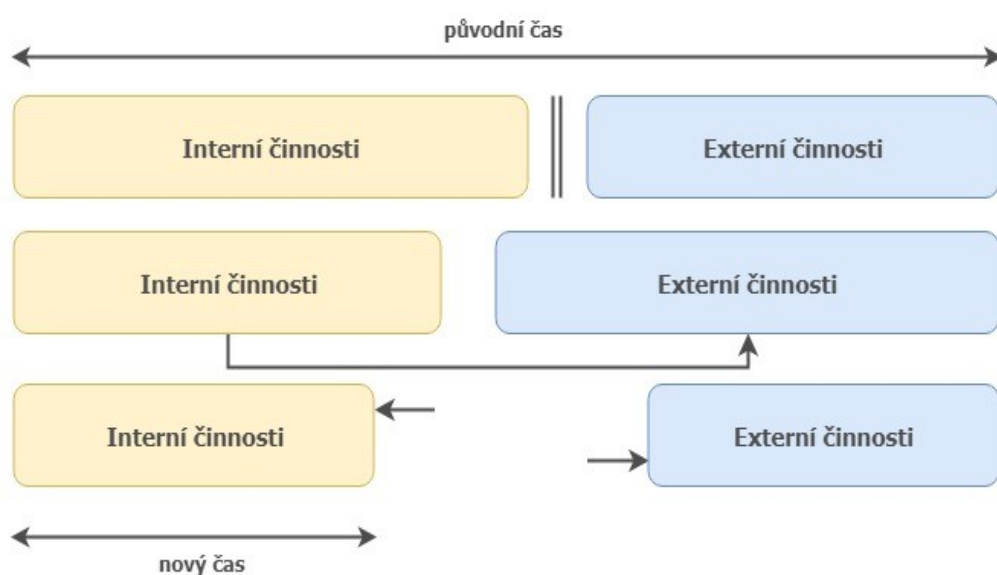 původní čas
Interní činnosti
Externí činnosti
Interní činnosti
Externí činnosti
Interní činnosti
Externí činnosti
nový čas